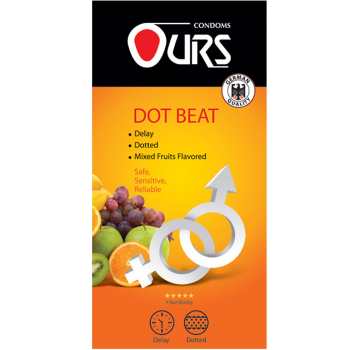 CONDOMS
OURS
GERMAN
QUALITY
DOT BEAT
• Delay
• Dotted
• Mixed Fruits Flavored
Safe,
Sensitive,
Reliable
Delay
Dotted